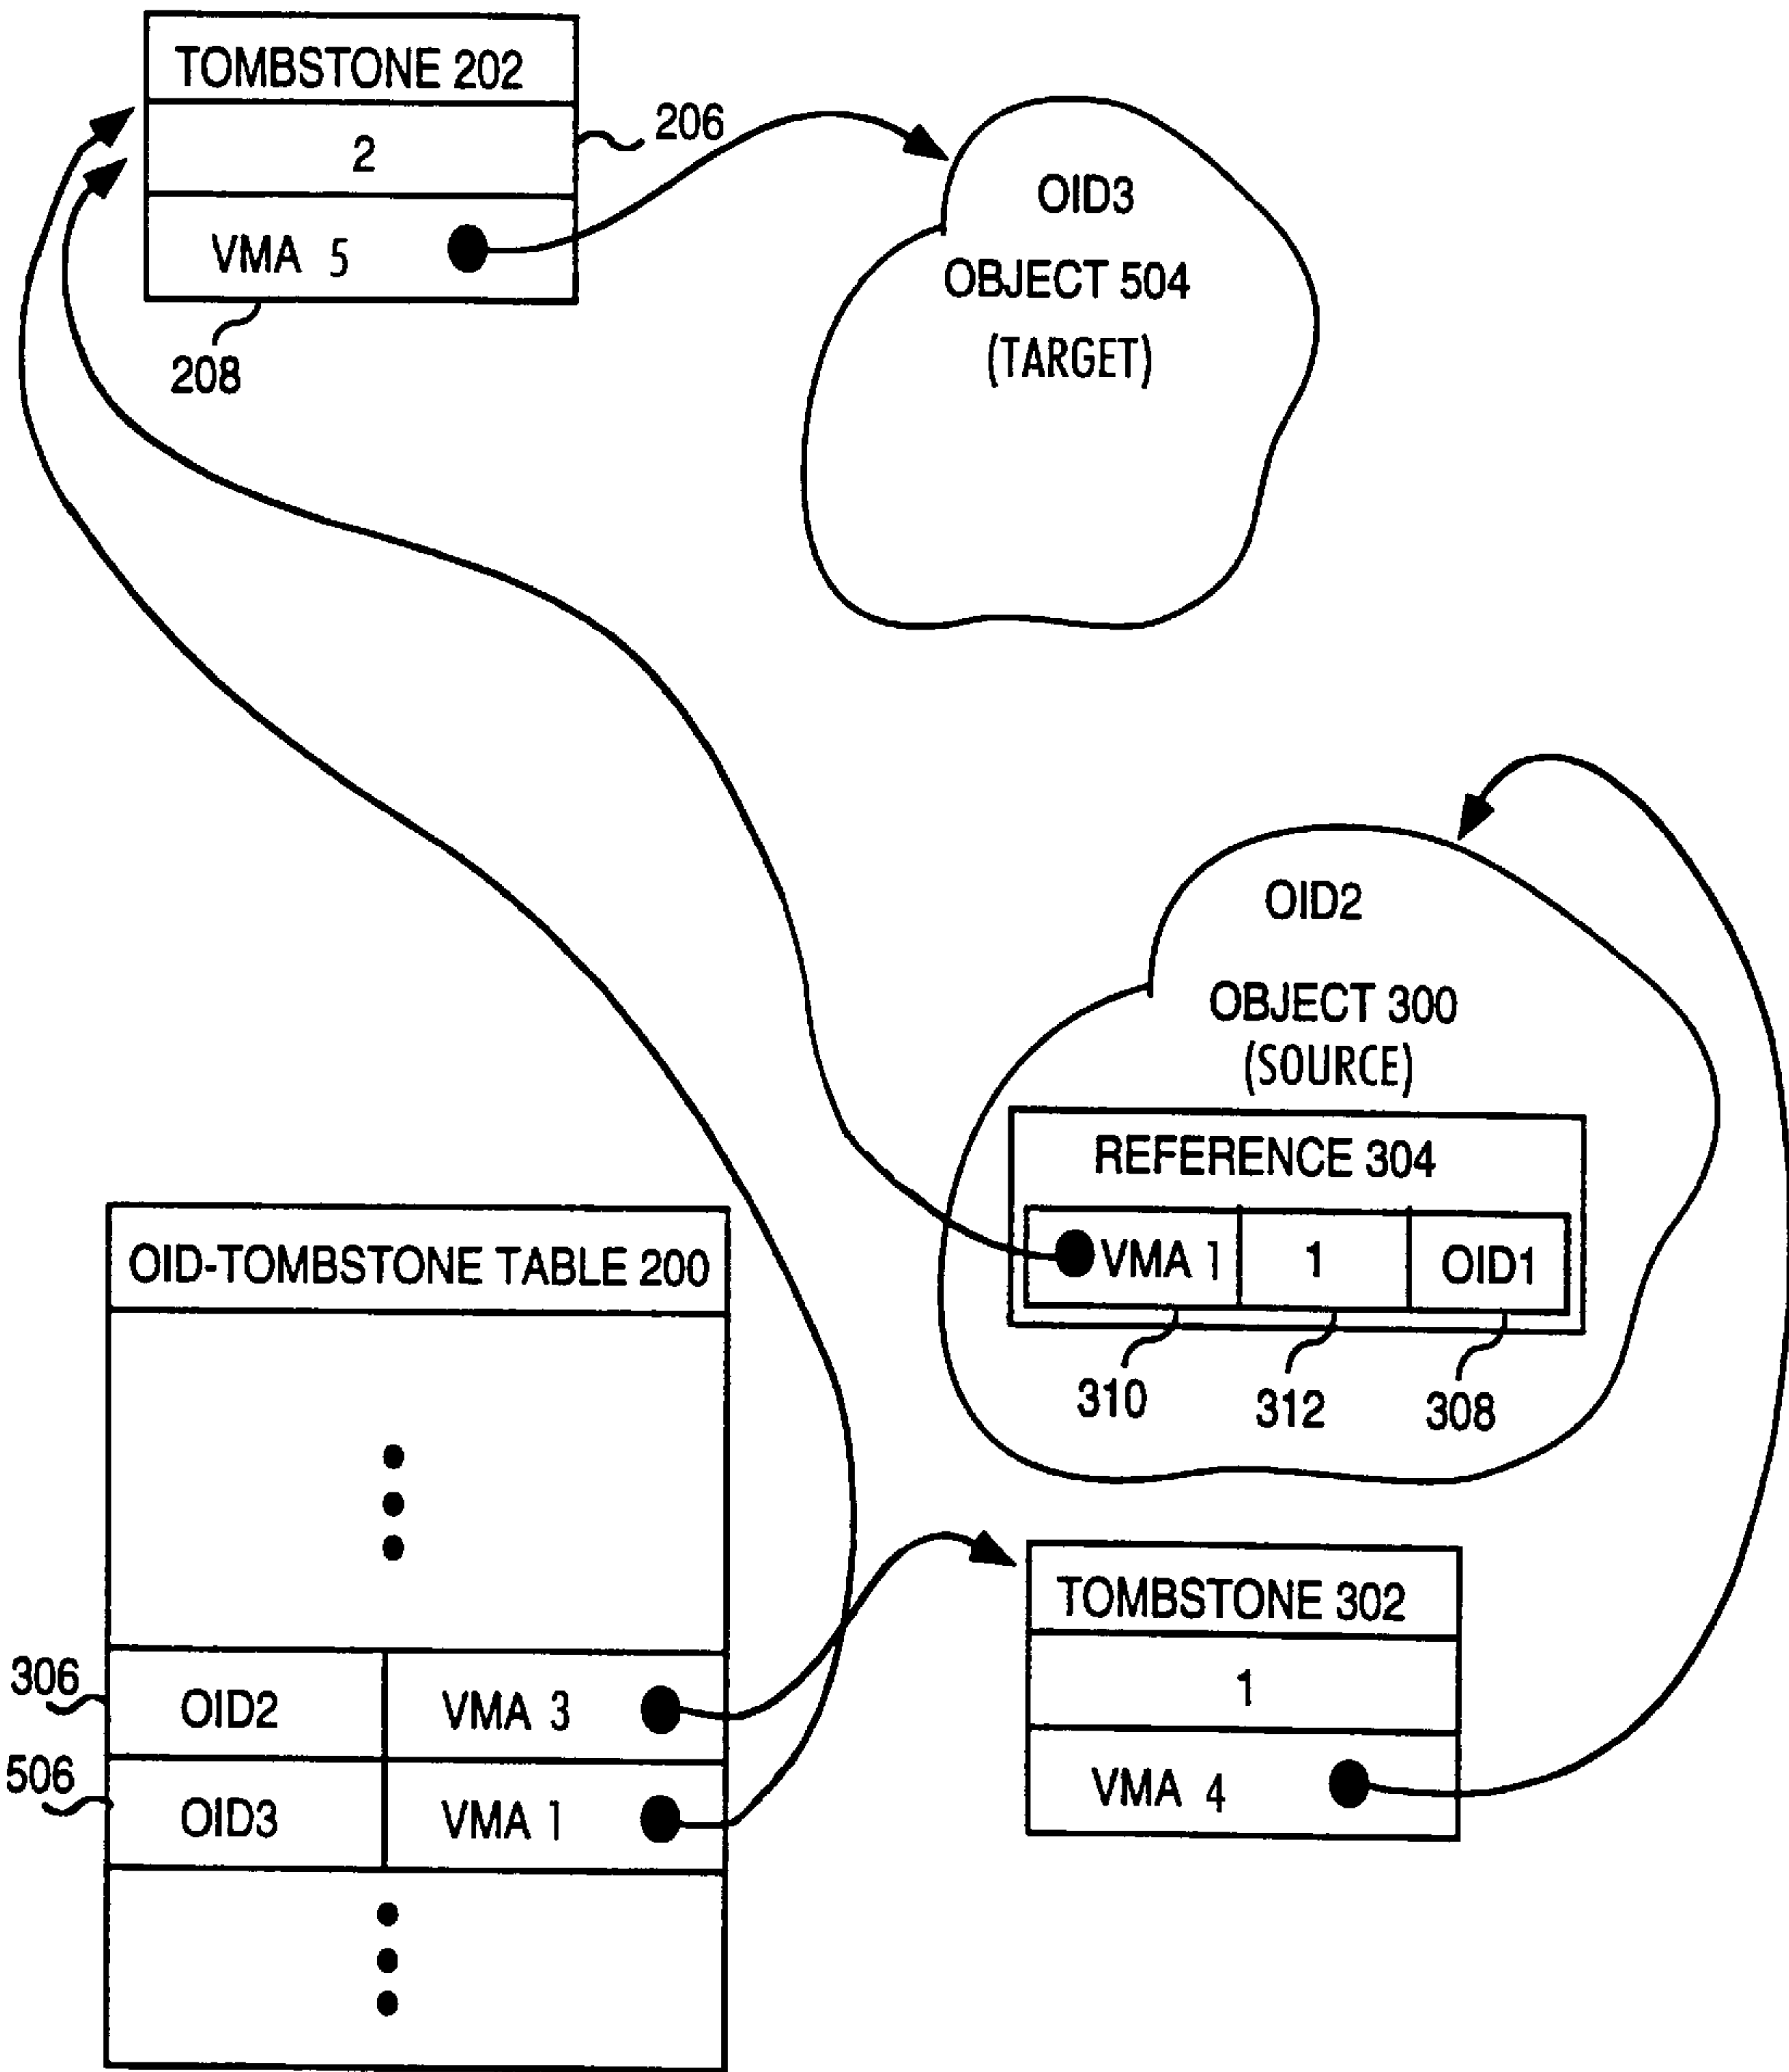 TOMBSTONE 202
2
206
VMA 5
208
OID3
OBJECT 504
(TARGET)
OID2
OBJECT 300
(SOURCE)
REFERENCE 304
VMA 1 1 OID1
310 312 308
OID-TOMBSTONE TABLE 200
306 OID2 VMA 3
506 OID3 VMA 1
TOMBSTONE 302
1
VMA 4